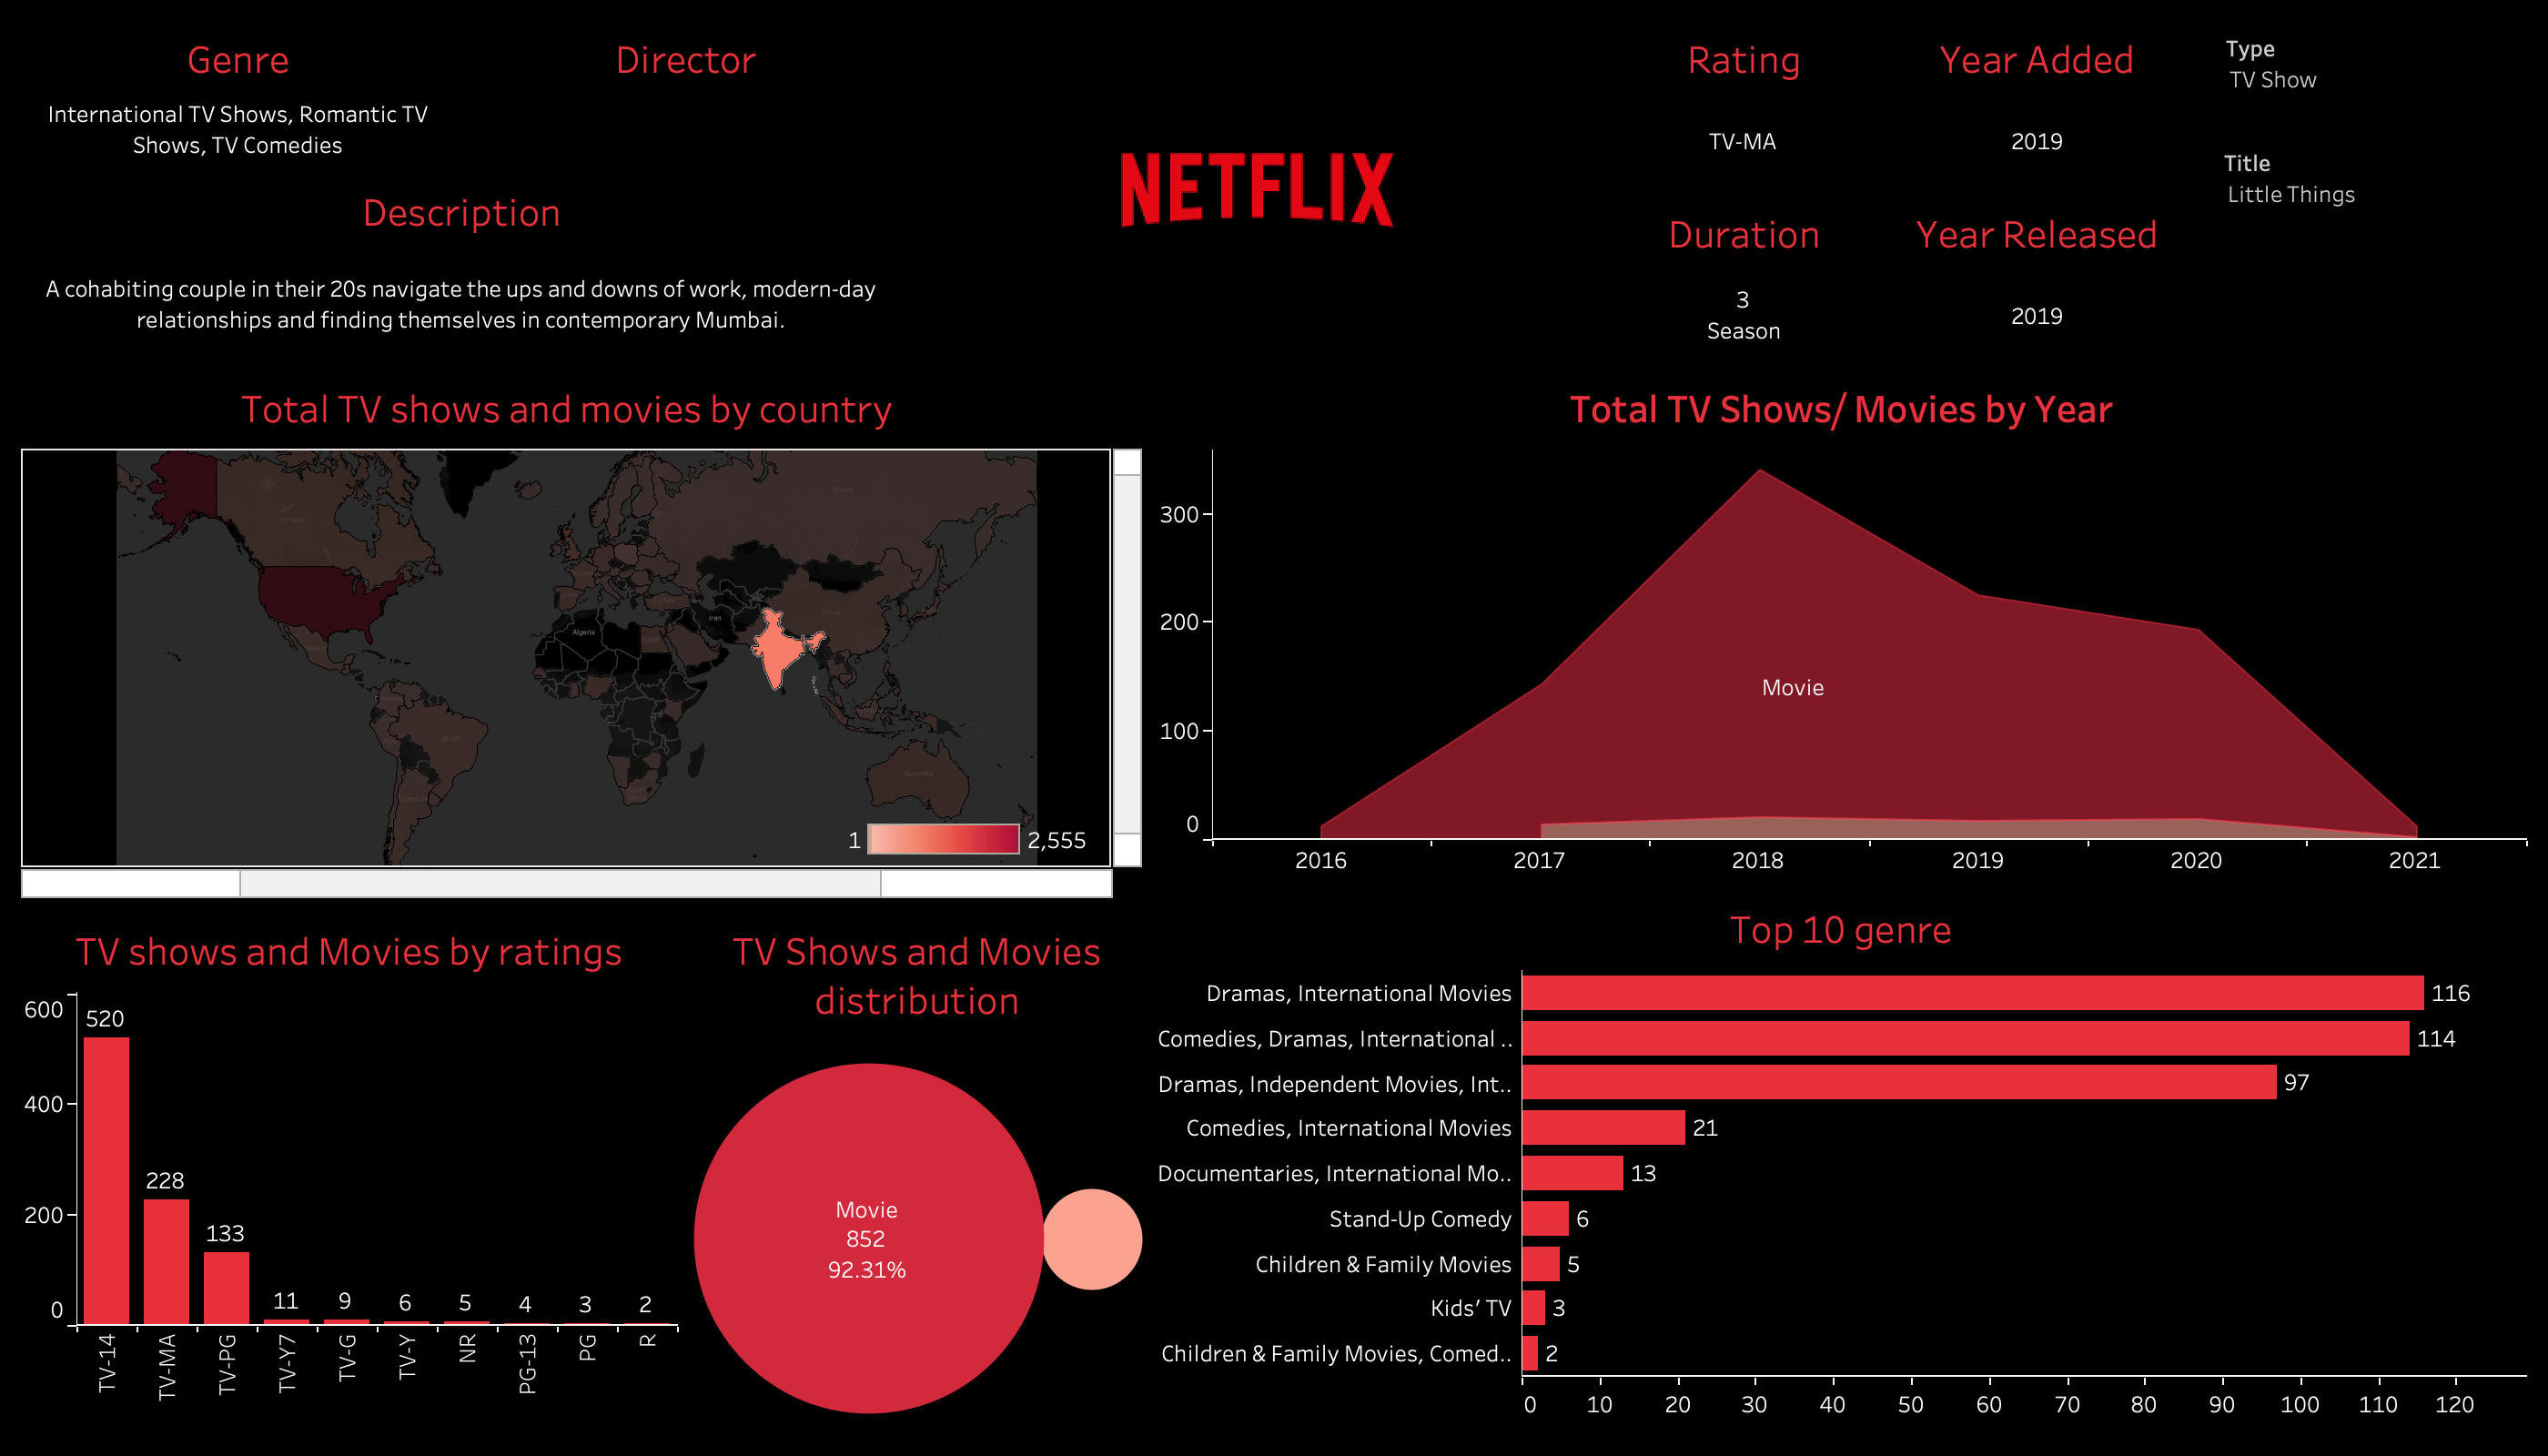 Genre
International TV Shows, Romantic TV
Shows, TV Comedies
Director
Description
A cohabiting couple in their 20s navigate the ups and downs of work, modern-day
relationships and finding themselves in contemporary Mumbai.
NETFLIX
Rating
TV-MA
Year Added
2019
Duration
3
Season
Year Released
2019
Type
TV Show
Title
Little Things
Total TV shows and movies by country
Canada
Russia
China
Algeria
Iran
Brazil
Australia
1
2,555
Total TV Shows/ Movies by Year
300
200
100
0
Movie
2016
2017
2018
2019
2020
2021
TV shows and Movies by ratings
600
400
200
0
520
228
133
11
9
6
5
4
3
2
TV-14
TV-MA
TV-PG
TV-Y7
TV-G
TV-Y
NR
PG-13
PG
R
TV Shows and Movies
distribution
Movie
852
92.31%
Top 10 genre
Dramas, International Movies 116
Comedies, Dramas, International .. 114
Dramas, Independent Movies, Int.. 97
Comedies, International Movies 21
Documentaries, International Mo.. 13
Stand-Up Comedy 6
Children & Family Movies 5
Kids' TV 3
Children & Family Movies, Comed.. 2
0 10 20 30 40 50 60 70 80 90 100 110 120